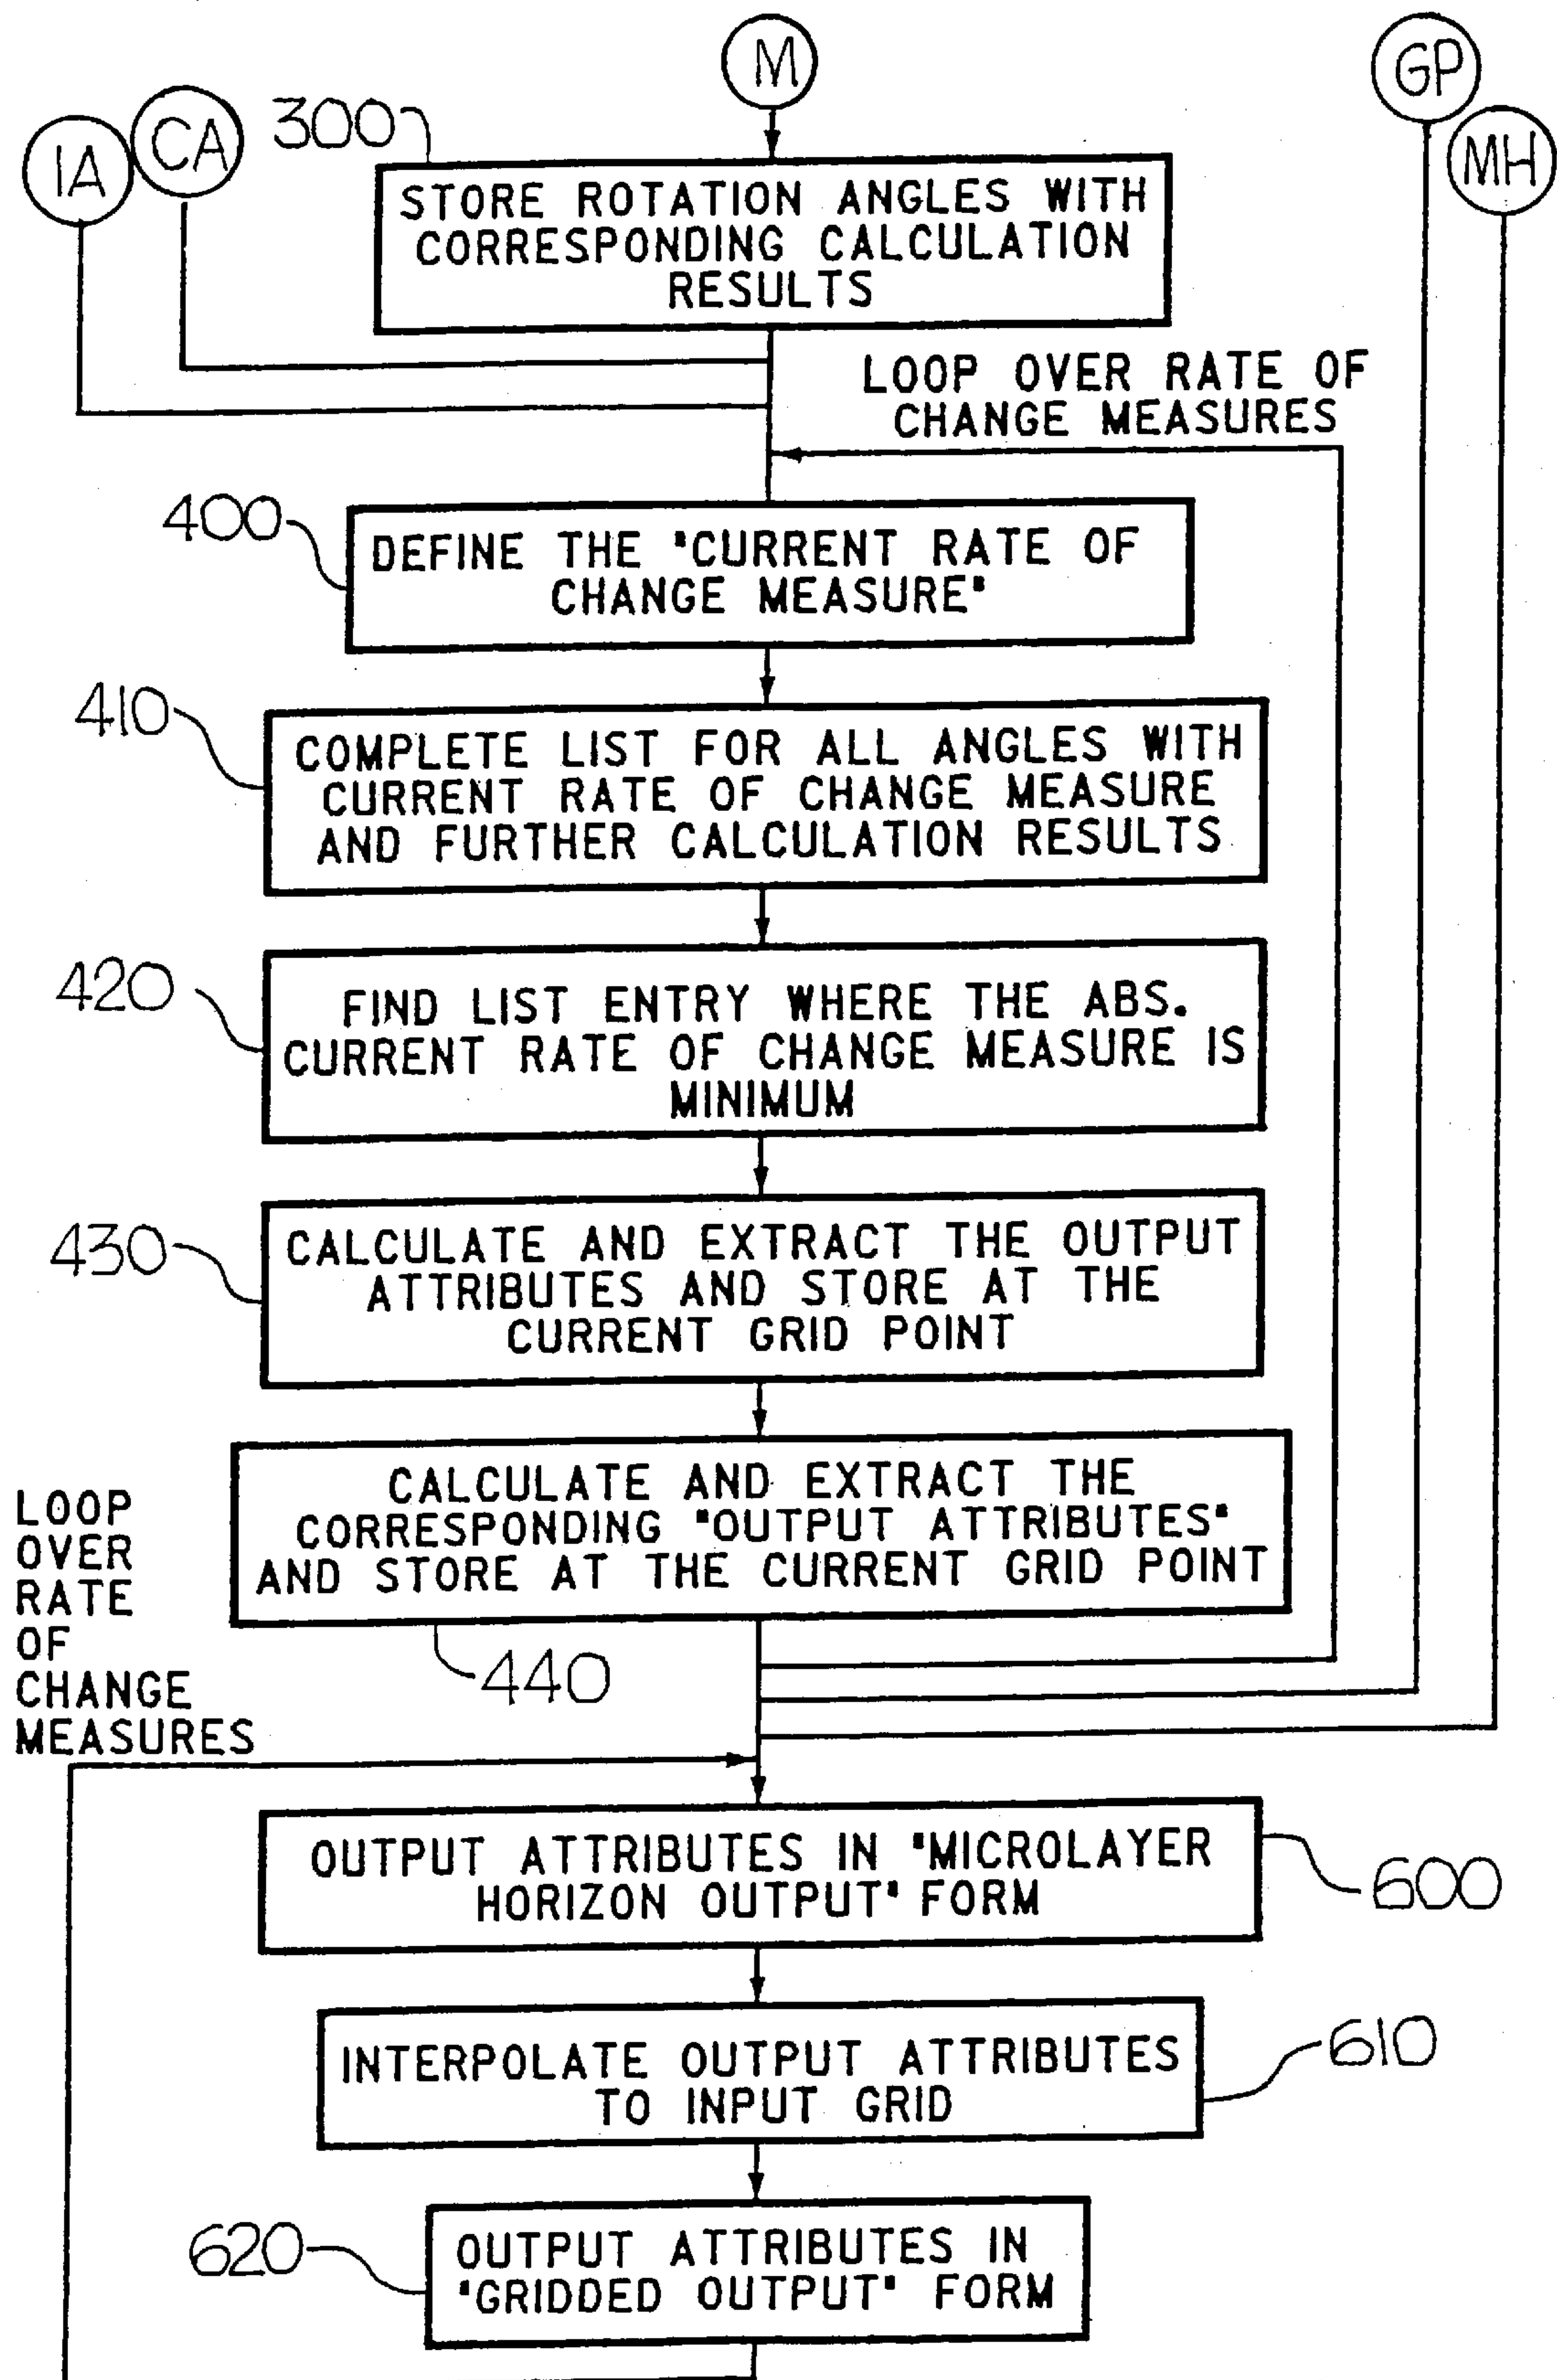 M
GP
MH
IA
CA
300
STORE ROTATION ANGLES WITH
CORRESPONDING CALCULATION
RESULTS
LOOP OVER RATE OF
CHANGE MEASURES
400
DEFINE THE "CURRENT RATE OF
CHANGE MEASURE"
410
COMPLETE LIST FOR ALL ANGLES WITH
CURRENT RATE OF CHANGE MEASURE
AND FURTHER CALCULATION RESULTS
420
FIND LIST ENTRY WHERE THE ABS.
CURRENT RATE OF CHANGE MEASURE IS
MINIMUM
430
CALCULATE AND EXTRACT THE OUTPUT
ATTRIBUTES AND STORE AT THE
CURRENT GRID POINT
CALCULATE AND EXTRACT THE
CORRESPONDING "OUTPUT ATTRIBUTES"
AND STORE AT THE CURRENT GRID POINT
440
LOOP
OVER
RATE
OF
CHANGE
MEASURES
OUTPUT ATTRIBUTES IN "MICROLAYER
HORIZON OUTPUT" FORM
600
INTERPOLATE OUTPUT ATTRIBUTES
TO INPUT GRID
610
620
OUTPUT ATTRIBUTES IN
"GRIDDED OUTPUT" FORM